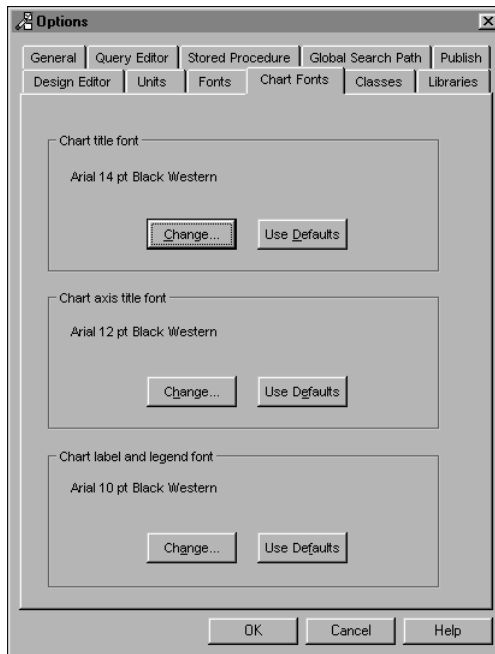 Options
General Query Editor Stored Procedure Global Search Path Publish
Design Editor Units Fonts Chart Fonts Classes Libraries
Chart title font
Arial 14 pt Black Western
Change... Use Defaults
Chart axis title font
Arial 12 pt Black Western
Change... Use Defaults
Chart label and legend font
Arial 10 pt Black Western
Change... Use Defaults
OK Cancel Help